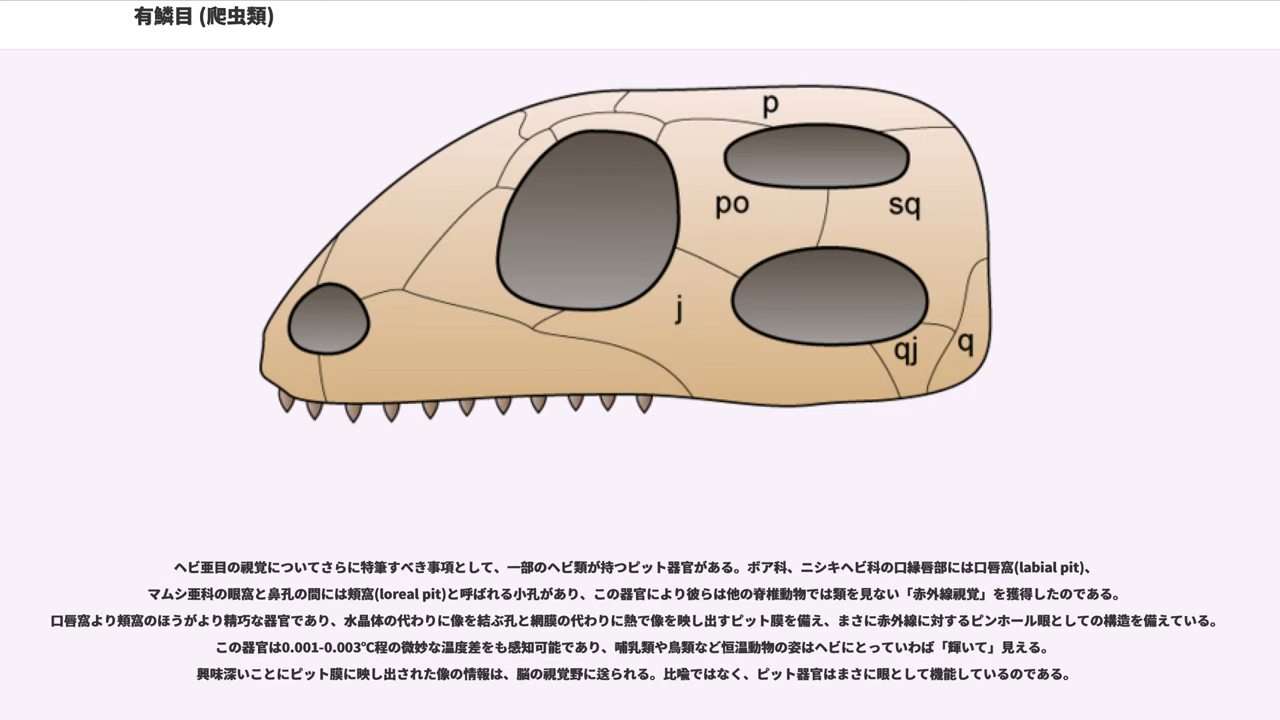 有鱗目 (爬虫類)
p
po
sq
j
qj
q
ヘビ亜目の視覚についてさらに特筆すべき事項として、一部のヘビ類が持つピット器官がある。ボア科、ニシキヘビ科の口縁唇部には口唇窩(labial pit)、
マムシ亜科の眼窩と鼻孔の間には頬窩(loreal pit)と呼ばれる小孔があり、この器官により彼らは他の脊椎動物では類を見ない「赤外線視覚」を獲得したのである。
口唇窩より頬窩のほうがより精巧な器官であり、水晶体の代わりに像を結ぶ孔と網膜の代わりに熱で像を映し出すピット膜を備え、まさに赤外線に対するピンホール眼としての構造を備えている。
この器官は0.001-0.003℃程の微妙な温度差をも感知可能であり、哺乳類や鳥類など恒温動物の姿はヘビにとっていわば「輝いて」見える。
興味深いことにピット膜に映し出された像の情報は、脳の視覚野に送られる。比喩ではなく、ピット器官はまさに眼として機能しているのである。